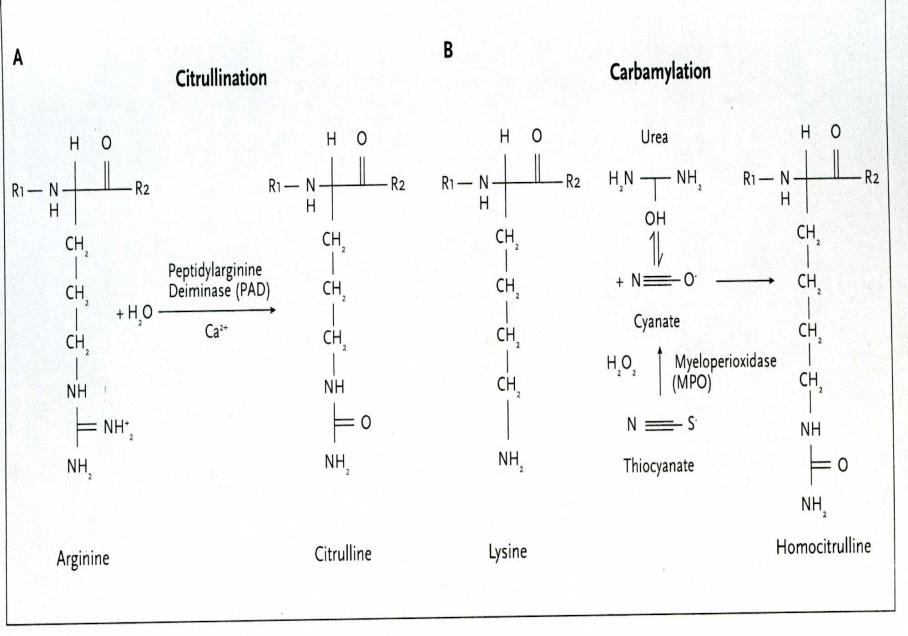 A
Citrullination
H O
R1 — N R2
H
CH2
CH2
CH2
NH
NH+2
NH2
Arginine
+ H2O
Peptidylarginine
Deiminase (PAD)
Ca2+
H O
R1 — N R2
H
CH2
CH2
CH2
NH
O
NH2
Citrulline
B
Carbamylation
H O
R1 — N R2
H
CH2
CH2
CH2
CH2
NH2
Lysine
Urea
H2N NH2
OH
+ N≡O-
Cyanate
H2O2
Myeloperioxidase
(MPO)
N≡S-
Thiocyanate
H O
R1 — N R2
H
CH2
CH2
CH2
CH2
NH
O
NH2
Homocitrulline